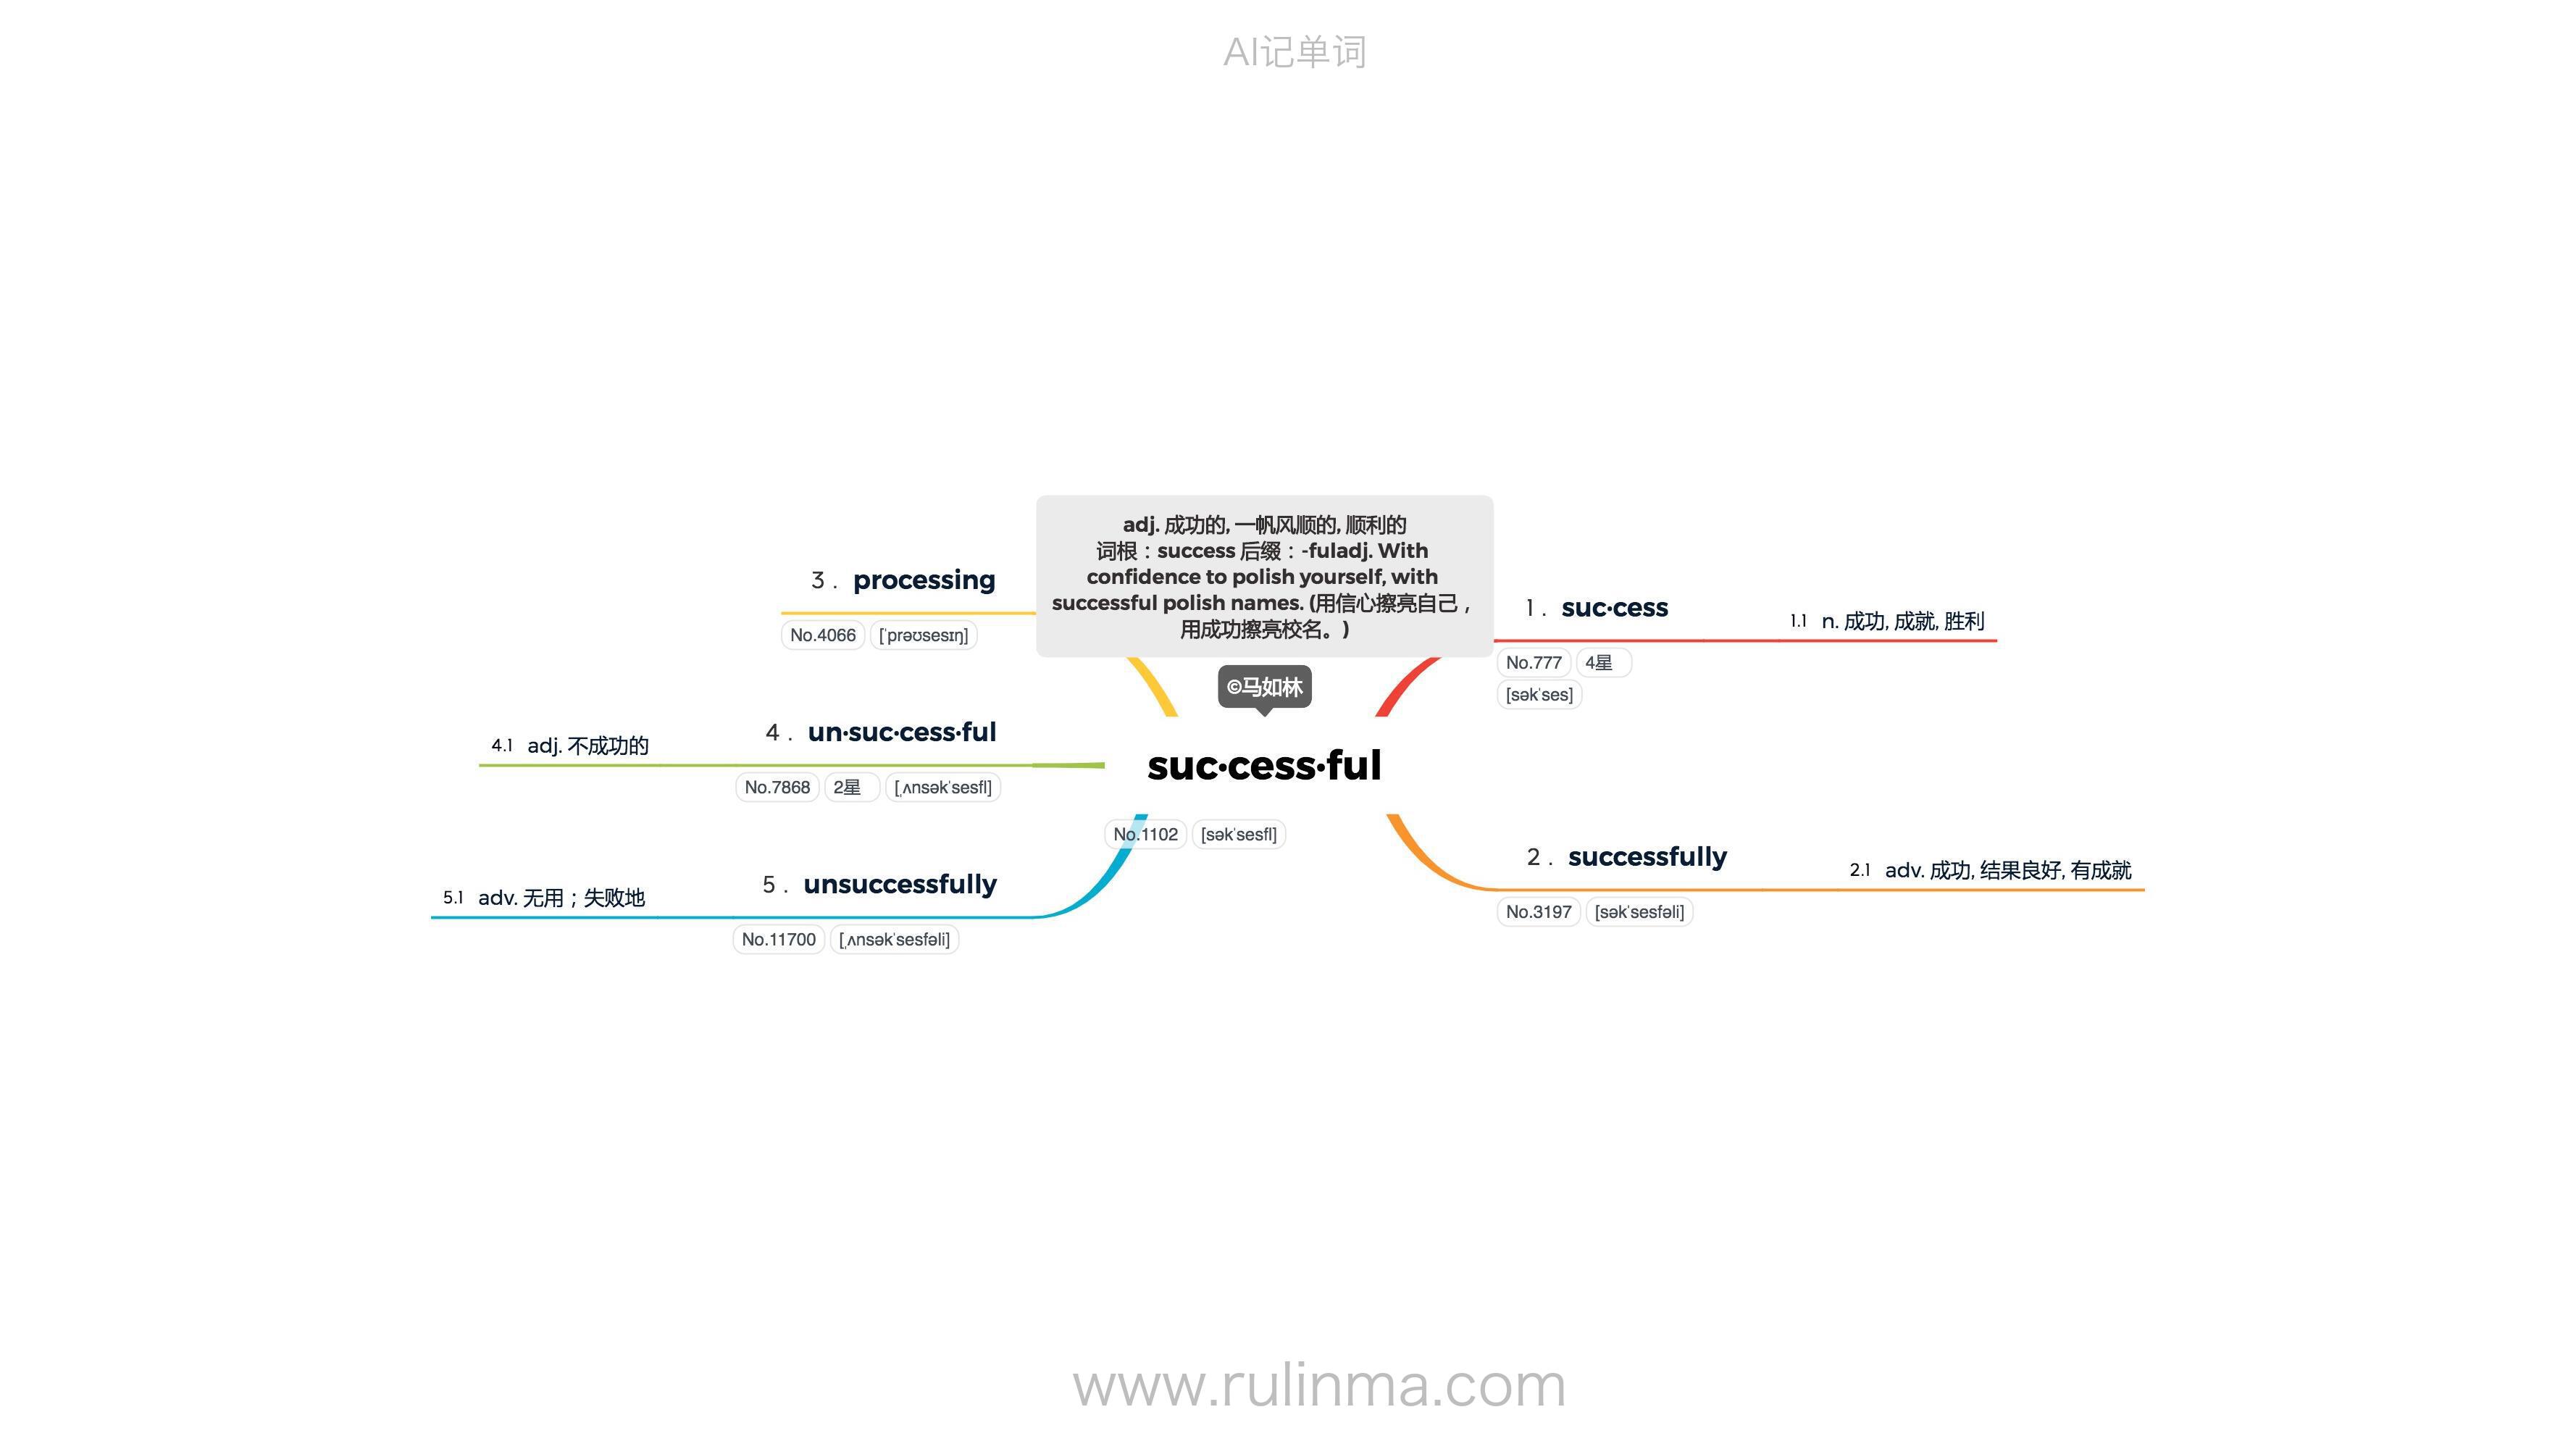 AI记单词
adj. 成功的, 一帆风顺的, 顺利的
词根：success 后缀：-fuladj. With
confidence to polish yourself, with
successful polish names. (用信心擦亮自己，
用成功擦亮校名。)
©马如林
suc·cess·ful
No.1102 [səkˈsesfl]
1 . suc·cess
No.777 4星
[səkˈses]
1.1 n. 成功, 成就, 胜利
2 . successfully
No.3197 [səkˈsesfəli]
2.1 adv. 成功, 结果良好, 有成就
3 . processing
No.4066 [ˈprəʊsesɪŋ]
4 . un·suc·cess·ful
No.7868 2星 [ˌʌnsəkˈsesfl]
4.1 adj. 不成功的
5 . unsuccessfully
No.11700 [ˌʌnsəkˈsesfəli]
5.1 adv. 无用；失败地
www.rulinma.com